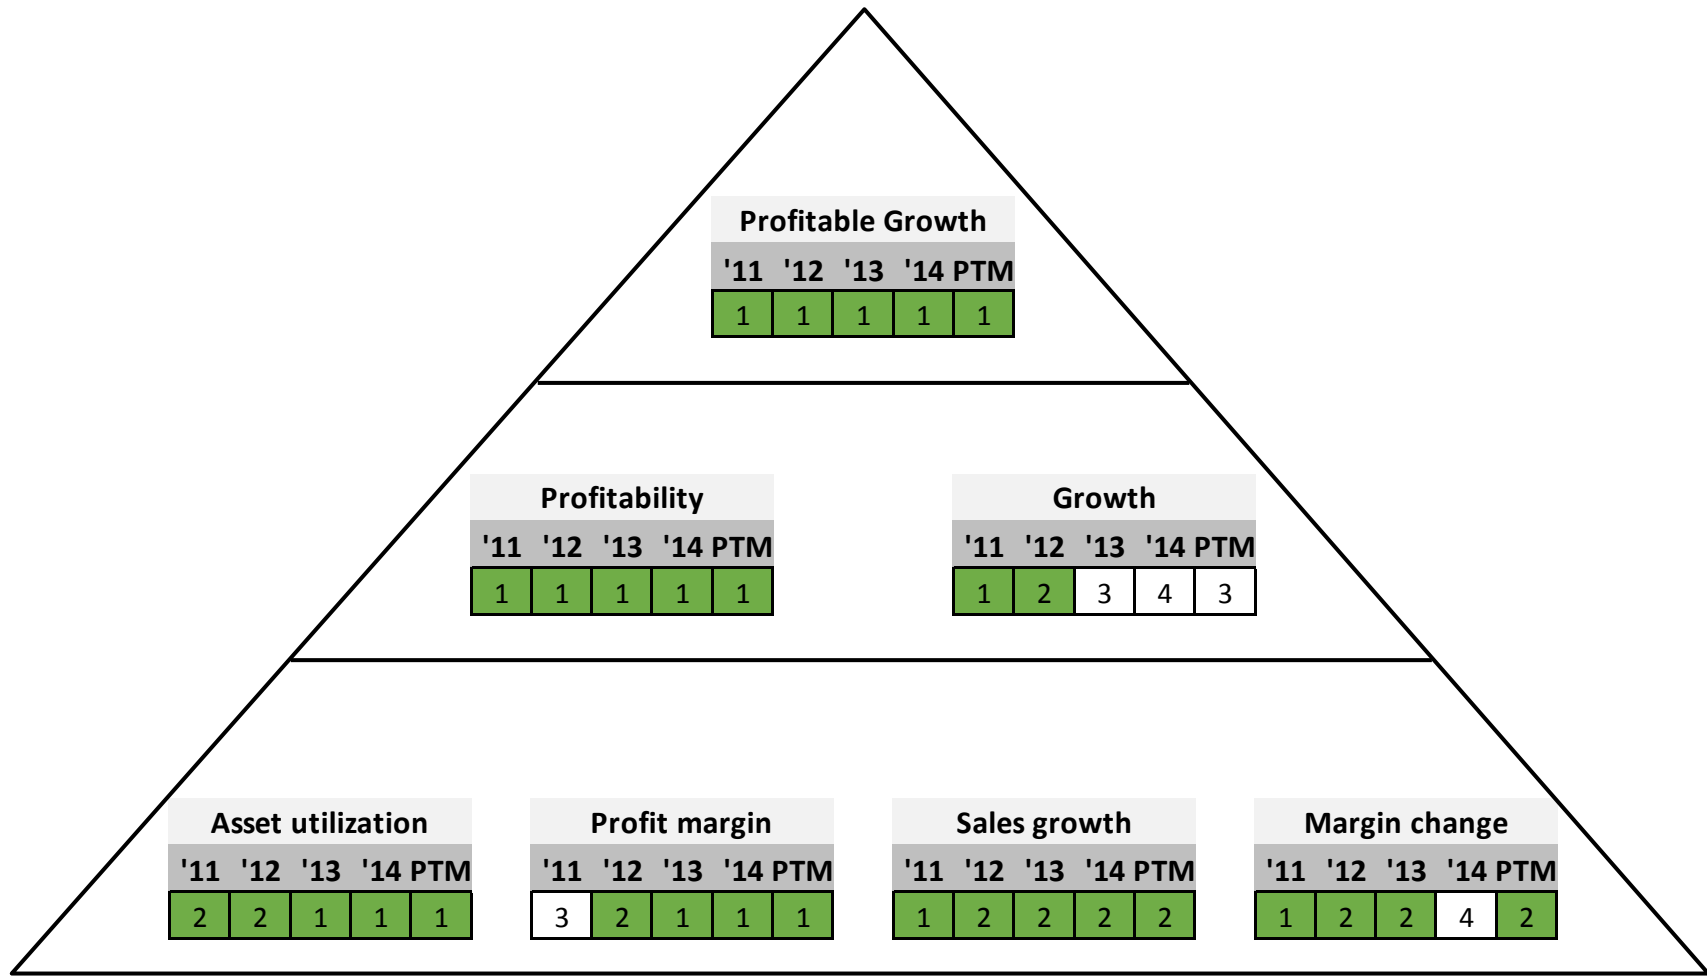 Profitable Growth
'11 '12 '13 '14 PTM
1 1 1 1 1
Profitability
'11 '12 '13 '14 PTM
1 1 1 1 1
Growth
'11 '12 '13 '14 PTM
1 2 3 4 3
Asset utilization
'11 '12 '13 '14 PTM
2 2 1 1 1
Profit margin
'11 '12 '13 '14 PTM
3 2 1 1 1
Sales growth
'11 '12 '13 '14 PTM
1 2 2 2 2
Margin change
'11 '12 '13 '14 PTM
1 2 2 4 2